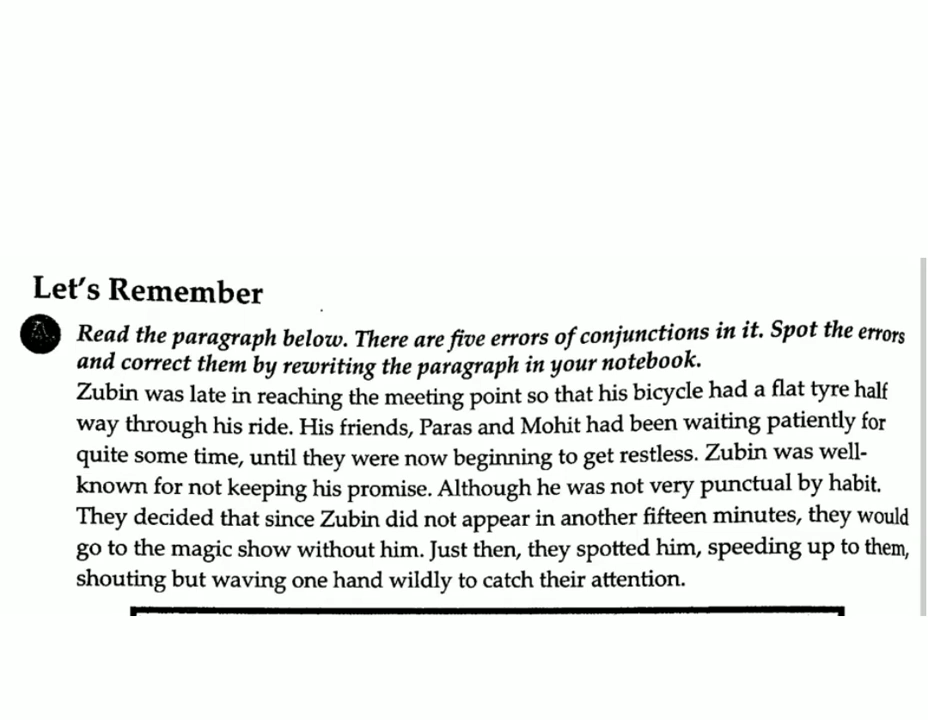 Let's Remember
Read the paragraph below. There are five errors of conjunctions in it. Spot the errors
and correct them by rewriting the paragraph in your notebook.
Zubin was late in reaching the meeting point so that his bicycle had a flat tyre half
way through his ride. His friends, Paras and Mohit had been waiting patiently for
quite some time, until they were now beginning to get restless. Zubin was well-
known for not keeping his promise. Although he was not very punctual by habit.
They decided that since Zubin did not appear in another fifteen minutes, they would
go to the magic show without him. Just then, they spotted him, speeding up to them,
shouting but waving one hand wildly to catch their attention.